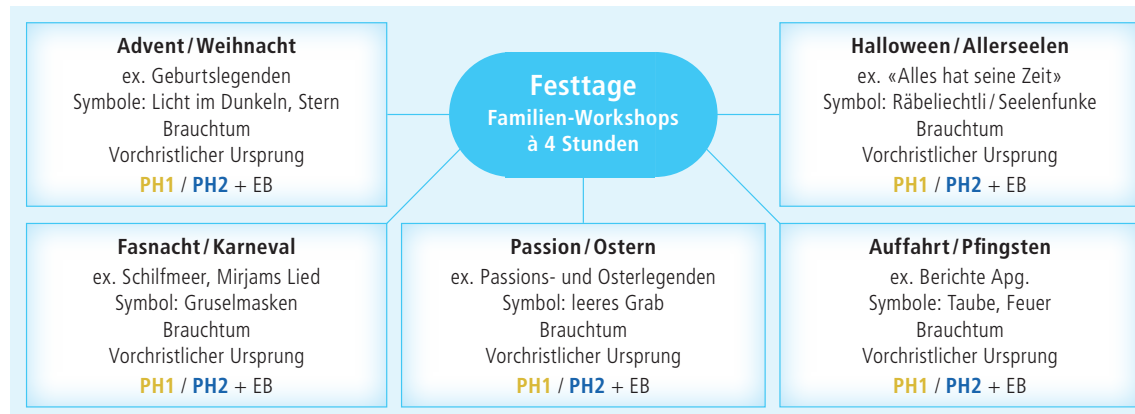 Advent / Weihnacht
ex. Geburtslegenden
Symbole: Licht im Dunkeln, Stern
Brauchtum
Vorchristlicher Ursprung
PH1 / PH2 + EB
Festtage
Familien-Workshops
à 4 Stunden
Halloween / Allerseelen
ex. «Alles hat seine Zeit»
Symbol: Räbeliechtli / Seelenfunke
Brauchtum
Vorchristlicher Ursprung
PH1 / PH2 + EB
Fasnacht / Karneval
ex. Schilfmeer, Mirjams Lied
Symbol: Gruselmasken
Brauchtum
Vorchristlicher Ursprung
PH1 / PH2 + EB
Passion / Ostern
ex. Passions- und Osterlegenden
Symbol: leeres Grab
Brauchtum
Vorchristlicher Ursprung
PH1 / PH2 + EB
Auffahrt / Pfingsten
ex. Berichte Apg.
Symbole: Taube, Feuer
Brauchtum
Vorchristlicher Ursprung
PH1 / PH2 + EB